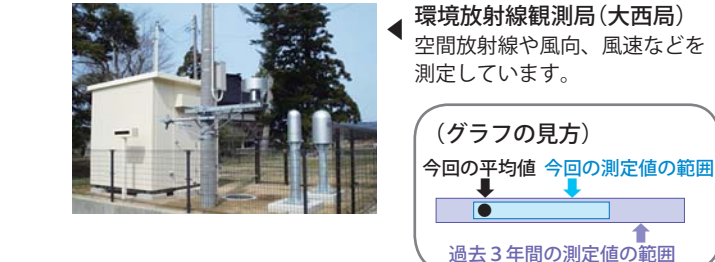 環境放射線観測局（大西局）
空間放射線や風向、風速などを
測定しています。
（グラフの見方）
今回の平均値 今回の測定値の範囲
過去３年間の測定値の範囲